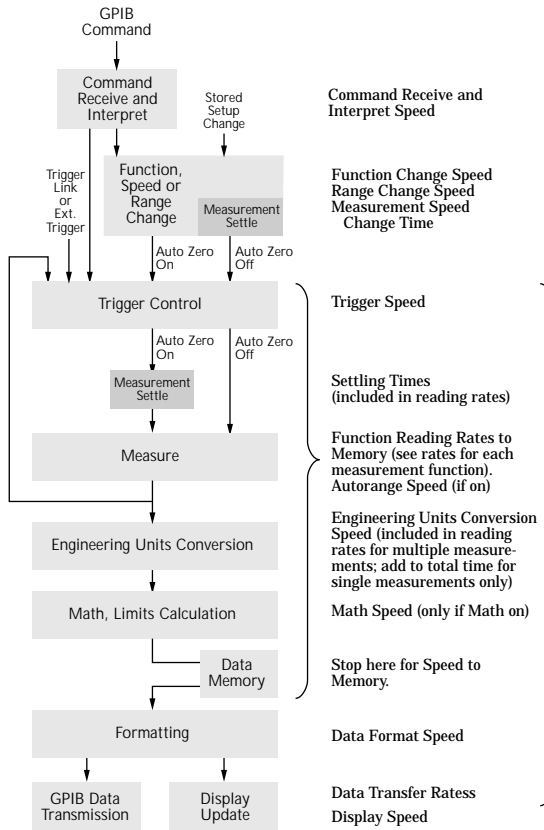 GPIB
Command
Command
Receive and
Interpret
Stored
Setup
Change
Command Receive and
Interpret Speed
Trigger
Link
or
Ext.
Trigger
Function,
Speed or
Range
Change
Measurement
Settle
Function Change Speed
Range Change Speed
Measurement Speed
Change Time
Auto Zero
On
Auto Zero
Off
Trigger Control
Trigger Speed
Auto Zero
On
Auto Zero
Off
Measurement
Settle
Settling Times
(included in reading rates)
Measure
Function Reading Rates to
Memory (see rates for each
measurement function).
Autorange Speed (if on)
Engineering Units Conversion
Engineering Units Conversion
Speed (included in reading
rates for multiple measure-
ments; add to total time for
single measurements only)
Math, Limits Calculation
Math Speed (only if Math on)
Data
Memory
Stop here for Speed to
Memory.
Formatting
Data Format Speed
GPIB Data
Transmission
Display
Update
Data Transfer Ratess
Display Speed